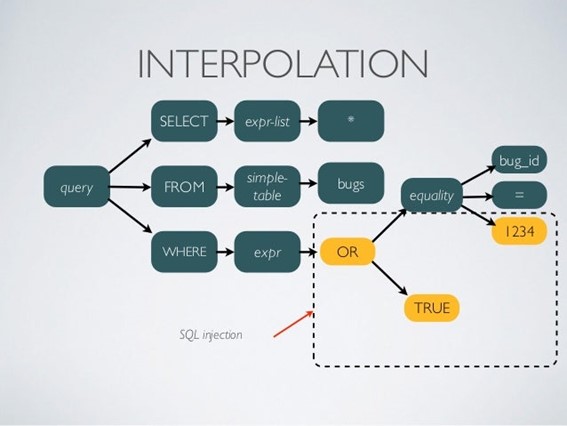 INTERPOLATION
SELECT expr-list *
bug_id
query FROM simple-
table bugs equality =
1234
WHERE expr OR
TRUE
SQL injection